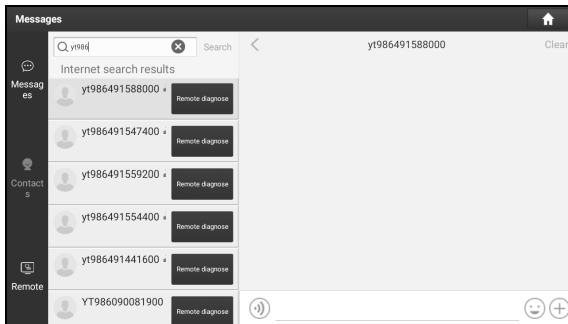 Messages
yt986
Search
Internet search results
yt986491588000
Clear
Messag
es
yt986491588000
Remote diagnose
yt986491547400
Remote diagnose
Contact
s
yt986491559200
Remote diagnose
yt986491554400
Remote diagnose
yt986491441600
Remote diagnose
Remote
YT986090081900
Remote diagnose